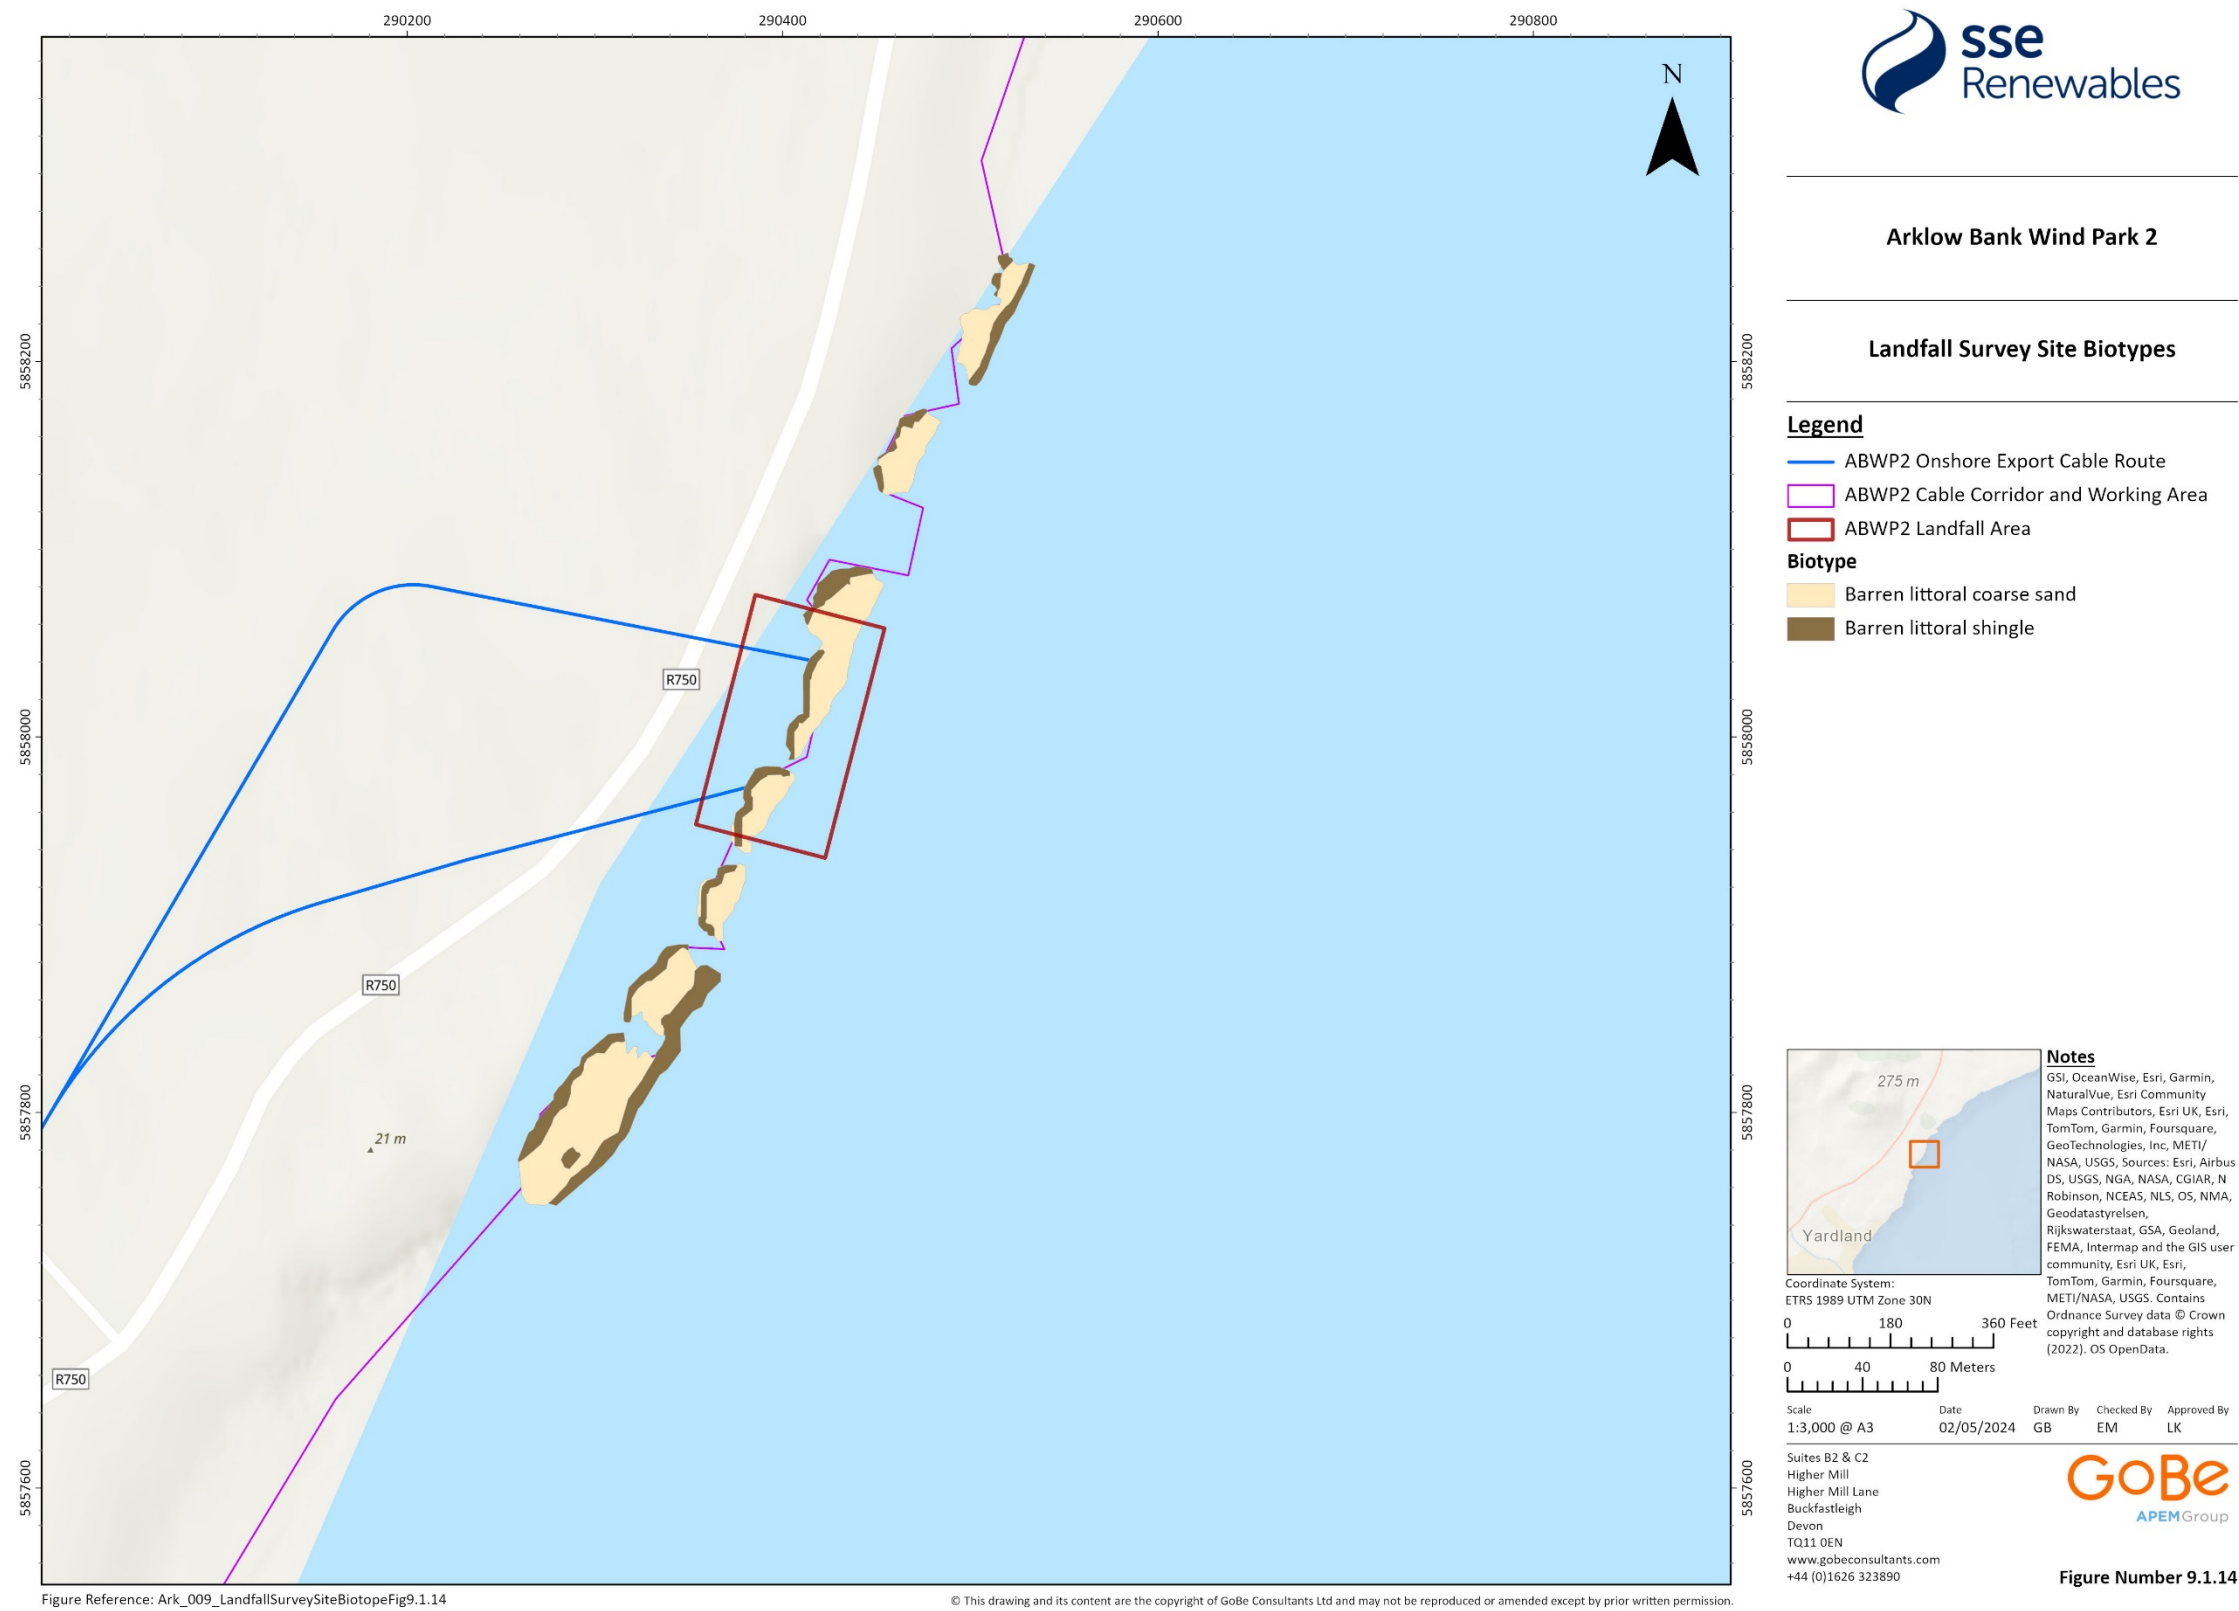 290200
290400
290600
290800
N
5858200
5858000
5857800
5857600
5858200
5858000
5857800
5857600
R750
R750
R750
21 m
sse
Renewables
Arklow Bank Wind Park 2
Landfall Survey Site Biotypes
Legend
ABWP2 Onshore Export Cable Route
ABWP2 Cable Corridor and Working Area
ABWP2 Landfall Area
Biotype
Barren littoral coarse sand
Barren littoral shingle
275 m
Yardland
Notes
GSI, OceanWise, Esri, Garmin,
NaturalVue, Esri Community
Maps Contributors, Esri UK, Esri,
TomTom, Garmin, Foursquare,
GeoTechnologies, Inc, METI/
NASA, USGS, Sources: Esri, Airbus
DS, USGS, NGA, NASA, CGIAR, N
Robinson, NCEAS, NLS, OS, NMA,
Geodatastyrelsen,
Rijkswaterstaat, GSA, Geoland,
FEMA, Intermap and the GIS user
community, Esri UK, Esri,
TomTom, Garmin, Foursquare,
METI/NASA, USGS. Contains
Ordnance Survey data © Crown
copyright and database rights
(2022). OS OpenData.
Coordinate System:
ETRS 1989 UTM Zone 30N
0 180 360 Feet
0 40 80 Meters
Scale Date Drawn By Checked By Approved By
1:3,000 @ A3 02/05/2024 GB EM LK
Suites B2 & C2
Higher Mill
Higher Mill Lane
Buckfastleigh
Devon
TQ11 0EN
www.gobeconsultants.com
+44 (0)1626 323890
GoBe
APEMGroup
Figure Number 9.1.14
Figure Reference: Ark_009_LandfallSurveySiteBiotopeFig9.1.14
© This drawing and its content are the copyright of GoBe Consultants Ltd and may not be reproduced or amended except by prior written permission.